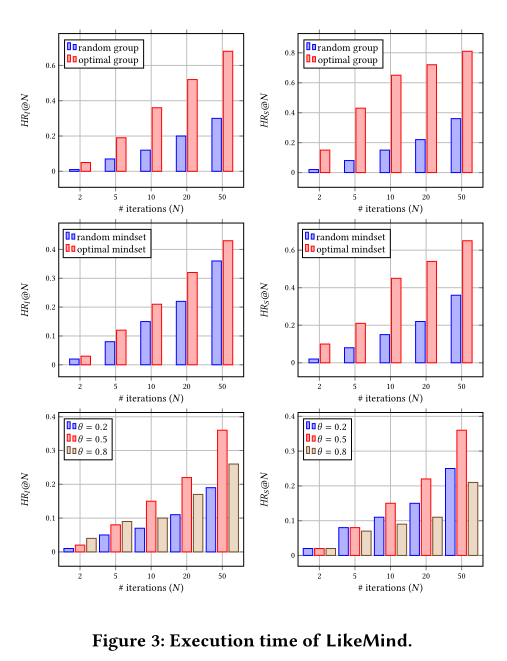 random group
optimal group
HR_I@N
0.6
0.4
0.2
0
2 5 10 20 50
# iterations (N)
random group
optimal group
HR_S@N
0.8
0.6
0.4
0.2
0
2 5 10 20 50
# iterations (N)
random mindset
optimal mindset
HR_I@N
0.4
0.3
0.2
0.1
0
2 5 10 20 50
# iterations (N)
random mindset
optimal mindset
HR_S@N
0.6
0.4
0.2
0
2 5 10 20 50
# iterations (N)
θ = 0.2
θ = 0.5
θ = 0.8
HR_I@N
0.4
0.3
0.2
0.1
0
2 5 10 20 50
# iterations (N)
θ = 0.2
θ = 0.5
θ = 0.8
HR_S@N
0.4
0.3
0.2
0.1
0
2 5 10 20 50
# iterations (N)
Figure 3: Execution time of LikeMind.